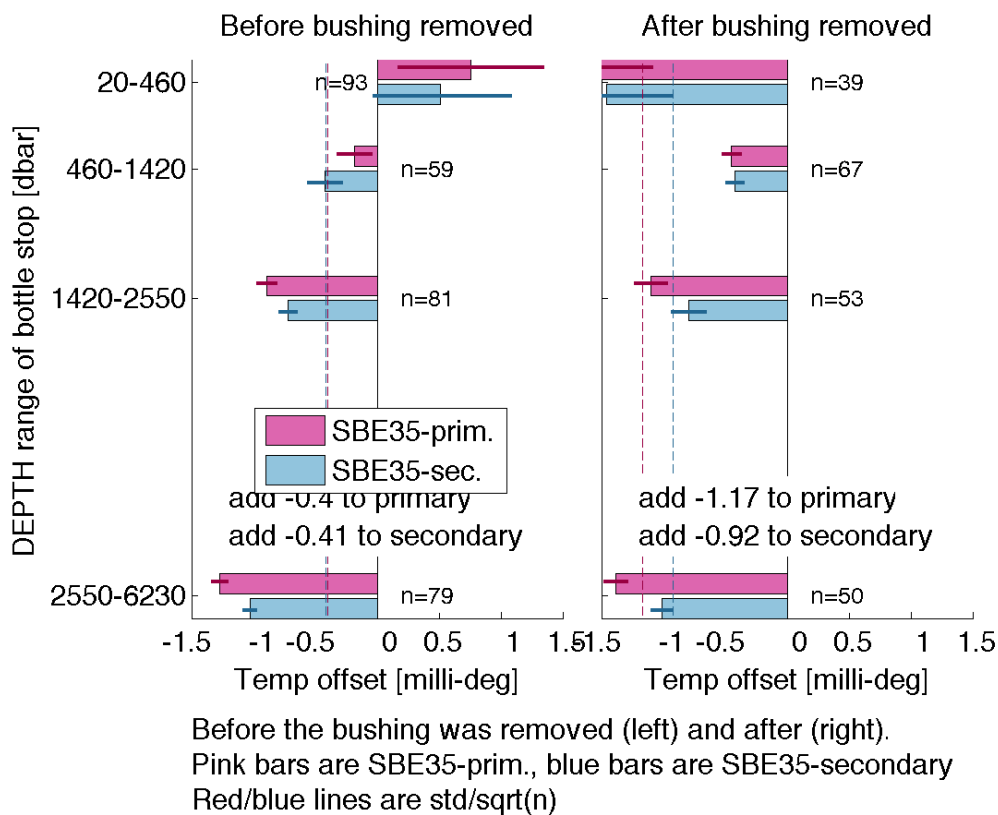 Before bushing removed
After bushing removed
DEPTH range of bottle stop [dbar]
20-460
n=93
n=39
460-1420
n=59
n=67
1420-2550
n=81
n=53
SBE35-prim.
SBE35-sec.
add -0.4 to primary
add -0.41 to secondary
add -1.17 to primary
add -0.92 to secondary
2550-6230
n=79
n=50
-1.5 -1 -0.5 0 0.5 1 1.5
-1.5 -1 -0.5 0 0.5 1 1.5
Temp offset [milli-deg]
Temp offset [milli-deg]
Before the bushing was removed (left) and after (right).
Pink bars are SBE35-prim., blue bars are SBE35-secondary
Red/blue lines are std/sqrt(n)